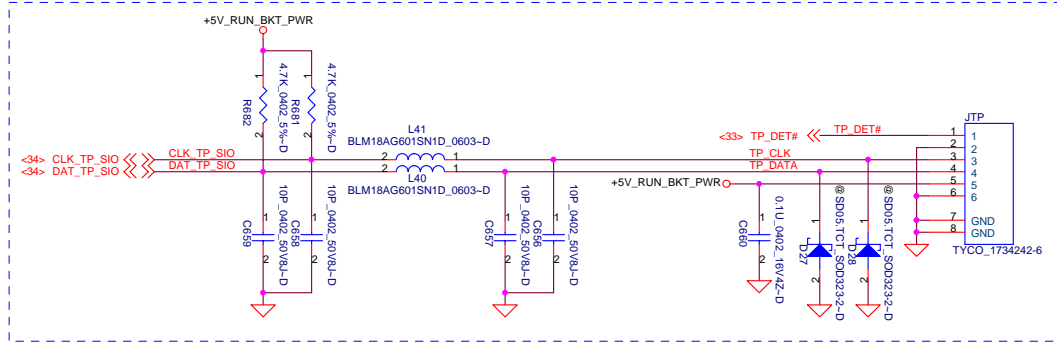 +5V_RUN_BKT_PWR
1
1
4.7K_0402_5%~D
R682
4.7K_0402_5%~D
R681
2
2
L41
BLM18AG601SN1D_0603~D
<34> CLK_TP_SIO
CLK_TP_SIO
2
1
<34> DAT_TP_SIO
DAT_TP_SIO
2
1
L40
BLM18AG601SN1D_0603~D
1
10P_0402_50V8J~D
C659
2
1
10P_0402_50V8J~D
C658
2
1
10P_0402_50V8J~D
C657
2
1
10P_0402_50V8J~D
C656
2
JTP
<33> TP_DET#
TP_DET#
1
1
2
2
TP_CLK
3
3
TP_DATA
4
4
+5V_RUN_BKT_PWR
5
5
6
6
7
GND
8
GND
TYCO_1734242-6
1
0.1U_0402_16V4Z~D
C660
2
1
@SD05.TCT_SOD323-2~D
D27
2
1
@SD05.TCT_SOD323-2~D
D28
2